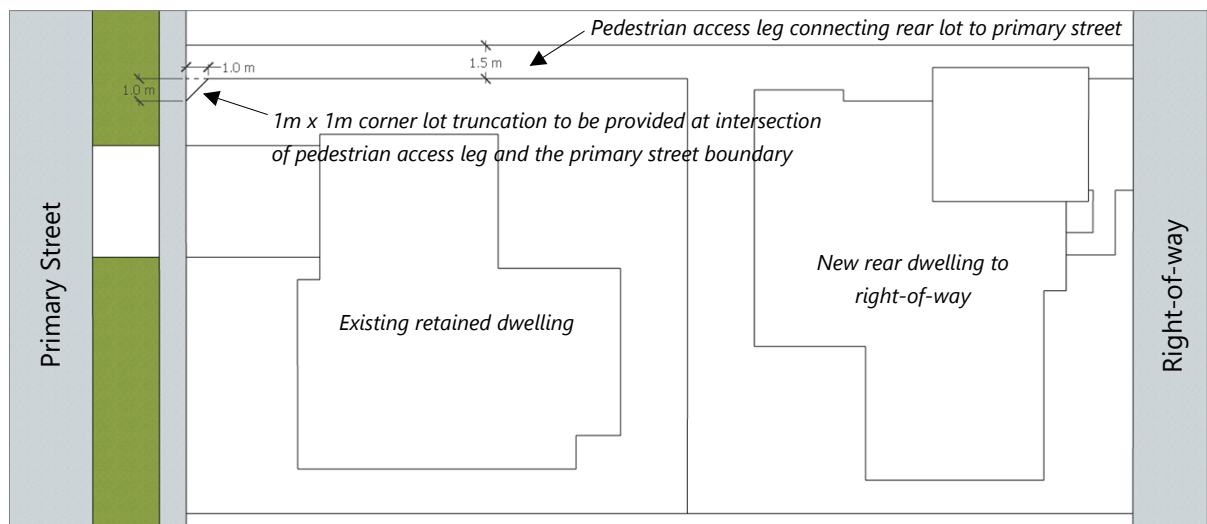 Pedestrian access leg connecting rear lot to primary street
1.0 m
1.5 m
1.0 m
1m x 1m corner lot truncation to be provided at intersection
of pedestrian access leg and the primary street boundary
Primary Street
Existing retained dwelling
New rear dwelling to
right-of-way
Right-of-way